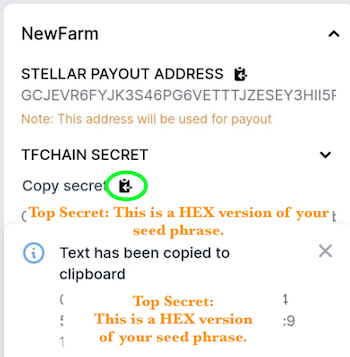 NewFarm
STELLAR PAYOUT ADDRESS
GCJEVR6FYJK3S46PG6VETTTJZESEY3HII5F
Note: This address will be used for payout
TFCHAIN SECRET
Copy secret
Top Secret: This is a HEX version of your
seed phrase.
Text has been copied to
clipboard
Top Secret:
This is a HEX version
of your seed phrase.